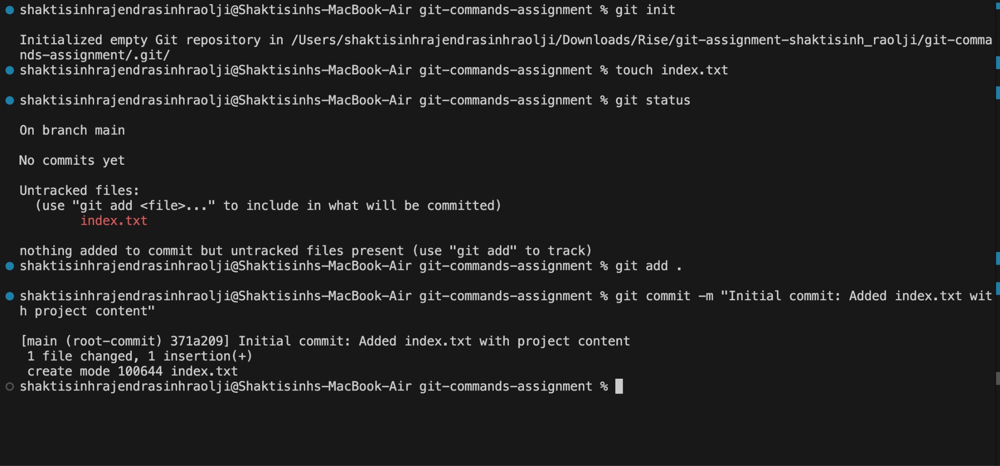 shaktisinhrajendrasinhraolji@Shaktisinhs-MacBook-Air git-commands-assignment % git init
Initialized empty Git repository in /Users/shaktisinhrajendrasinhraolji/Downloads/Rise/git-assignment-shaktisinh_raolji/git-comma
nds-assignment/.git/
shaktisinhrajendrasinhraolji@Shaktisinhs-MacBook-Air git-commands-assignment % touch index.txt
shaktisinhrajendrasinhraolji@Shaktisinhs-MacBook-Air git-commands-assignment % git status
On branch main
No commits yet
Untracked files:
  (use "git add <file>..." to include in what will be committed)
        index.txt
nothing added to commit but untracked files present (use "git add" to track)
shaktisinhrajendrasinhraolji@Shaktisinhs-MacBook-Air git-commands-assignment % git add .
shaktisinhrajendrasinhraolji@Shaktisinhs-MacBook-Air git-commands-assignment % git commit -m "Initial commit: Added index.txt wit
h project content"
[main (root-commit) 371a209] Initial commit: Added index.txt with project content
 1 file changed, 1 insertion(+)
 create mode 100644 index.txt
shaktisinhrajendrasinhraolji@Shaktisinhs-MacBook-Air git-commands-assignment %